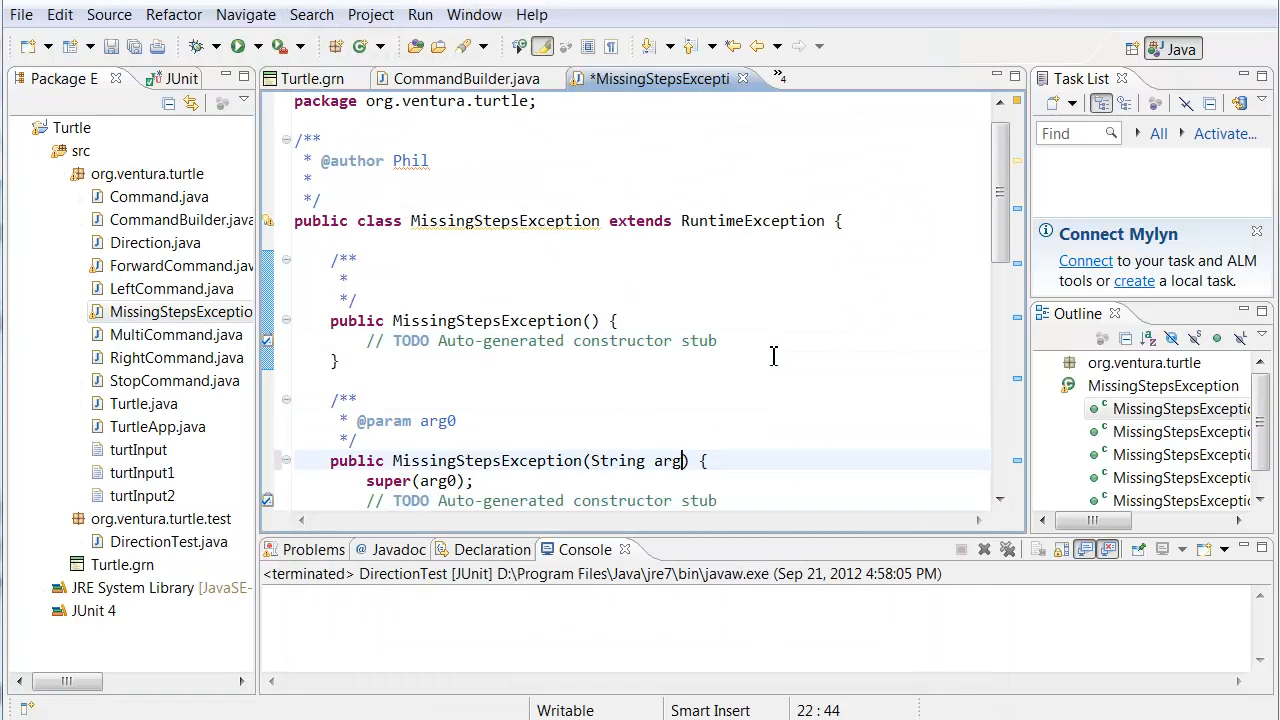 File Edit Source Refactor Navigate Search Project Run Window Help
Java
Package E
JUnit
Turtle.grn
CommandBuilder.java
*MissingStepsExcepti
4
Task List
Turtle
src
org.ventura.turtle
Command.java
CommandBuilder.java
Direction.java
ForwardCommand.jav
LeftCommand.java
MissingStepsExceptio
MultiCommand.java
RightCommand.java
StopCommand.java
Turtle.java
TurtleApp.java
turtInput
turtInput1
turtInput2
org.ventura.turtle.test
DirectionTest.java
Turtle.grn
JRE System Library [JavaSE-
JUnit 4
package org.ventura.turtle;
/**
* @author Phil
*
*/
public class MissingStepsException extends RuntimeException {
/**
*
*/
public MissingStepsException() {
// TODO Auto-generated constructor stub
}
/**
* @param arg0
*/
public MissingStepsException(String arg) {
super(arg0);
// TODO Auto-generated constructor stub
Find
All
Activate...
Connect Mylyn
Connect to your task and ALM
tools or create a local task.
Outline
org.ventura.turtle
MissingStepsException
MissingStepsExceptio
MissingStepsExceptio
MissingStepsExceptio
MissingStepsExceptio
MissingStepsExceptio
Problems
@ Javadoc
Declaration
Console
<terminated> DirectionTest [JUnit] D:\Program Files\Java\jre7\bin\javaw.exe (Sep 21, 2012 4:58:05 PM)
Writable
Smart Insert
22 : 44